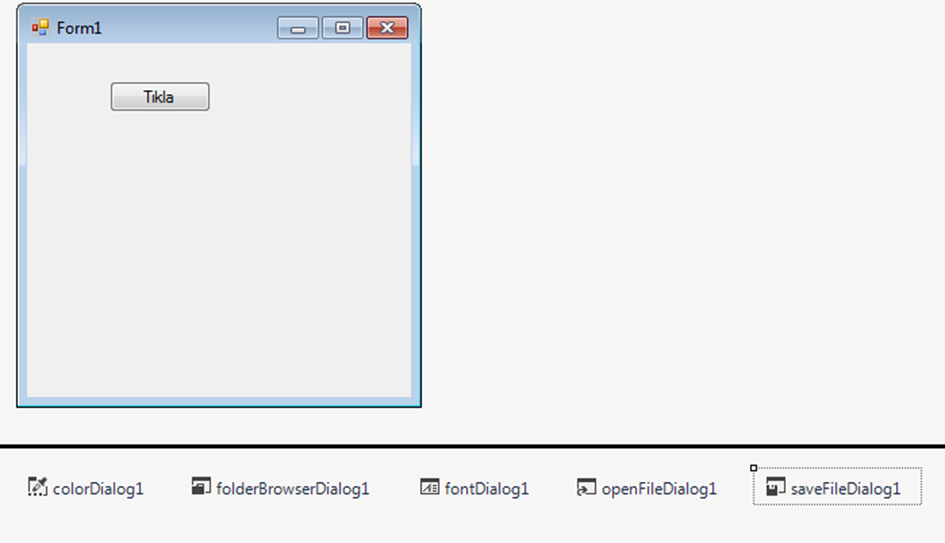 Form1
Tıkla
colorDialog1
folderBrowserDialog1
fontDialog1
openFileDialog1
saveFileDialog1